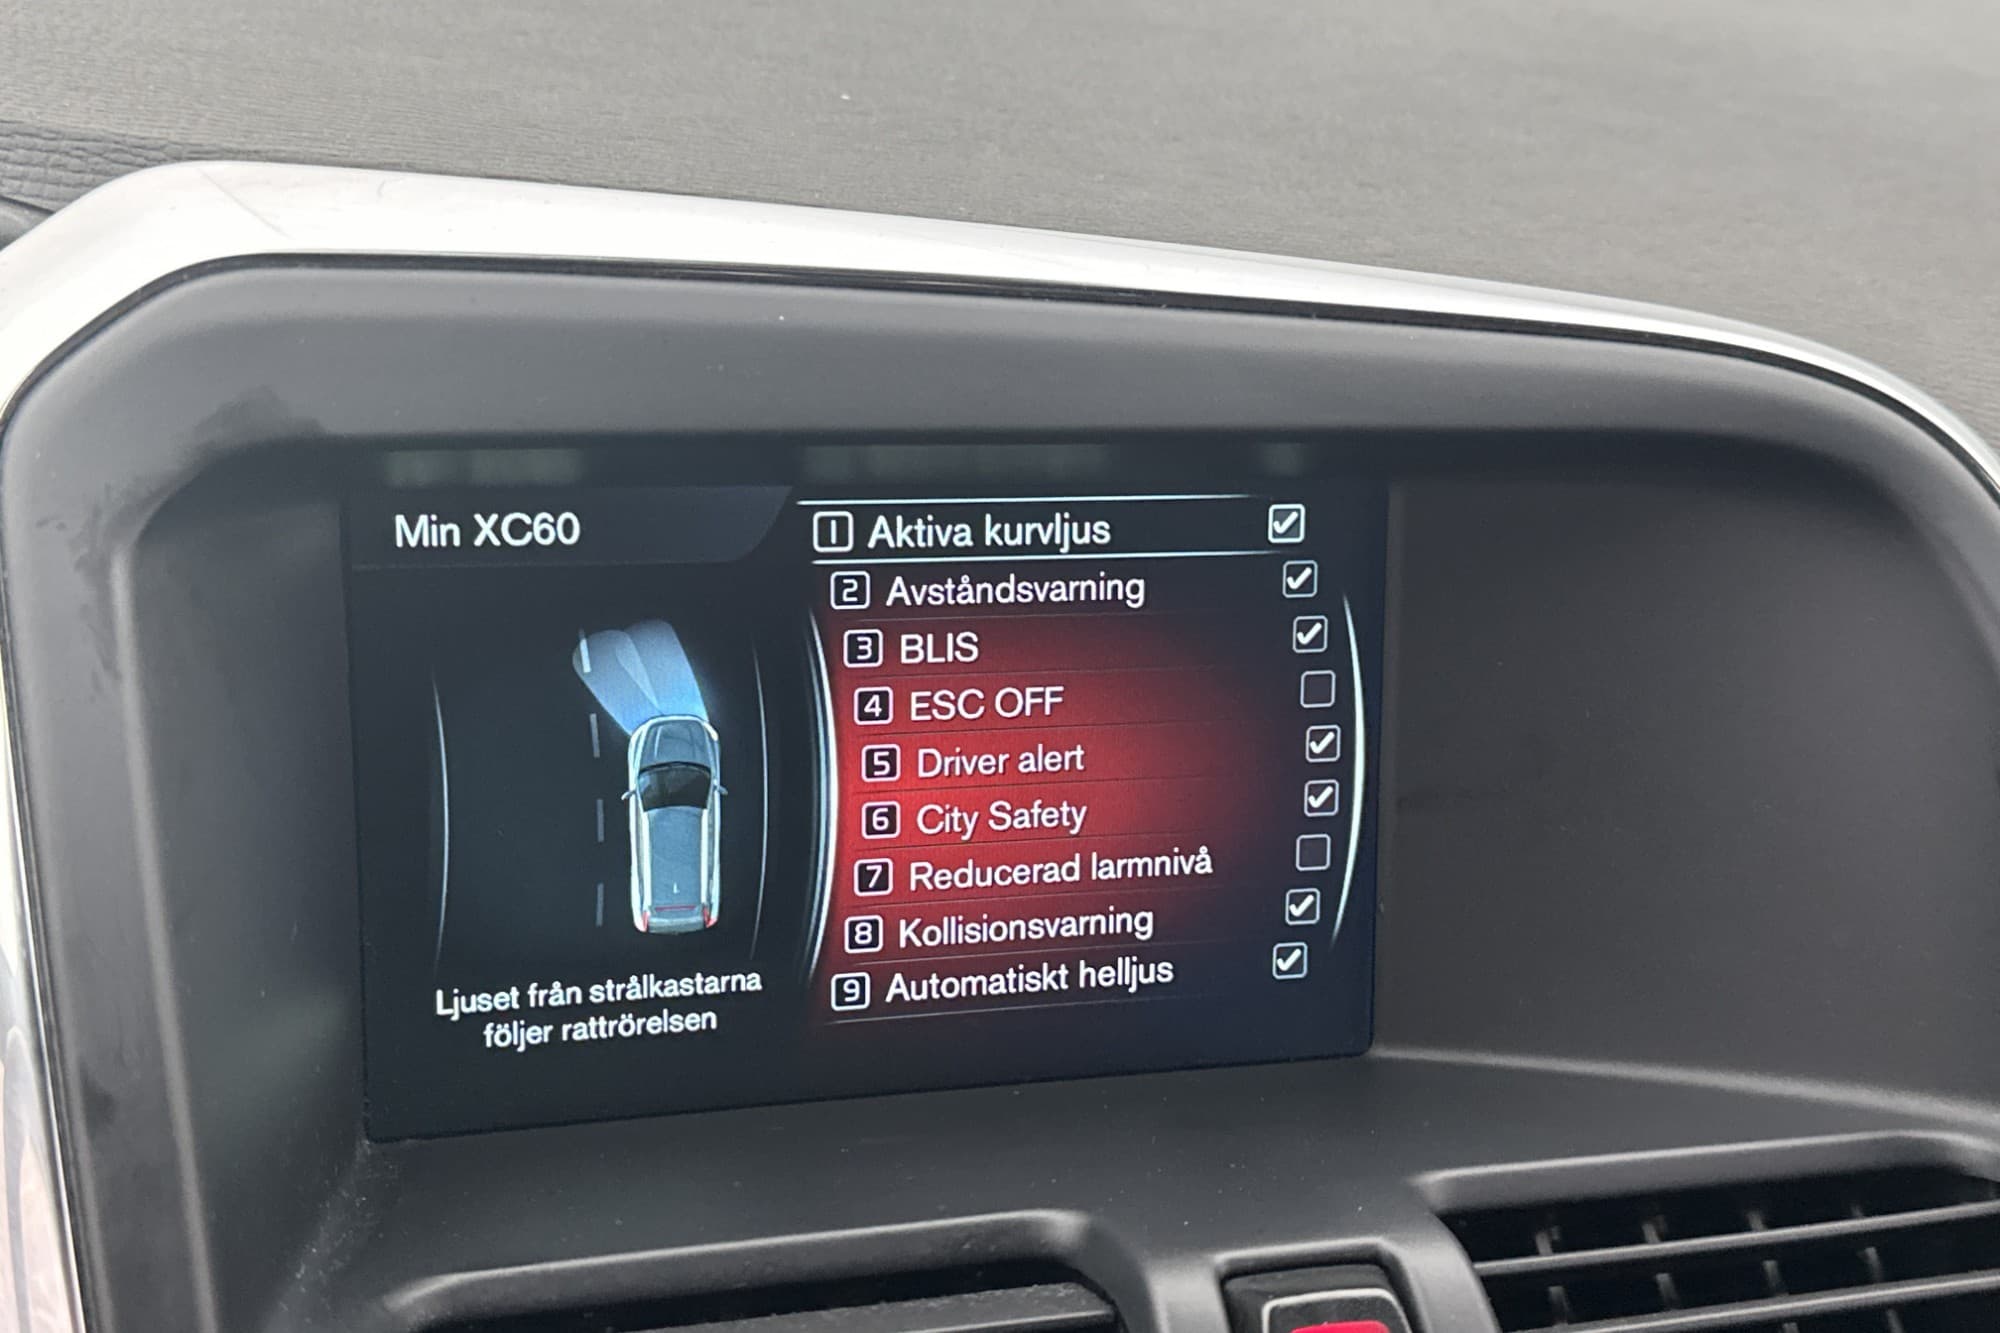 Min XC60
1 Aktiva kurvljus
2 Avståndsvarning
3 BLIS
4 ESC OFF
5 Driver alert
6 City Safety
7 Reducerad larmnivå
8 Kollisionsvarning
9 Automatiskt helljus
Ljuset från strålkastarna
följer rattrörelsen